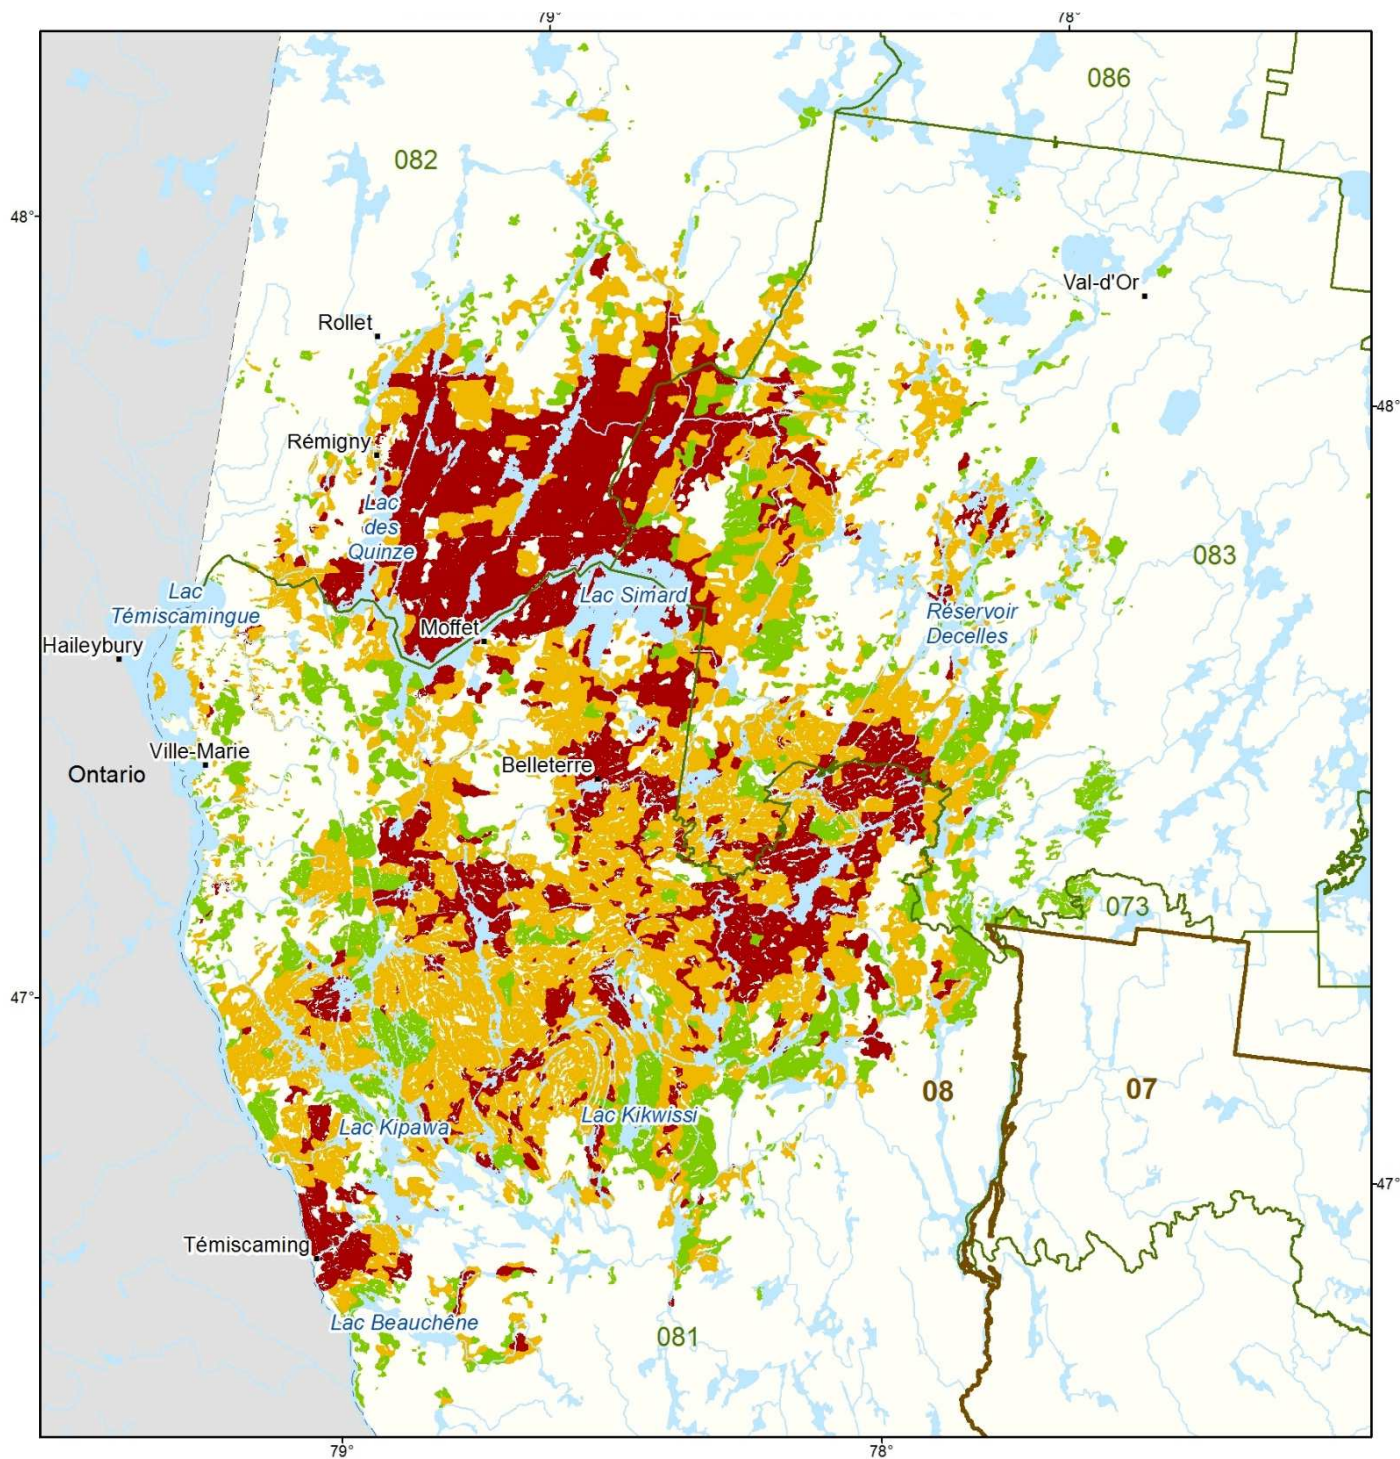 79°
78°
086
082
48°
Val-d'Or
Rollet
48°
Rémigny
Lac
des
Quinze
083
Lac
Témiscamingue
Lac Simard
Réservoir
Decelles
Moffet
Haileybury
Ville-Marie
Ontario
Belleterre
073
47°
08
07
Lac Kipawa
Lac Kikwissi
47°
Témiscaming
Lac Beauchêne
081
79°
78°